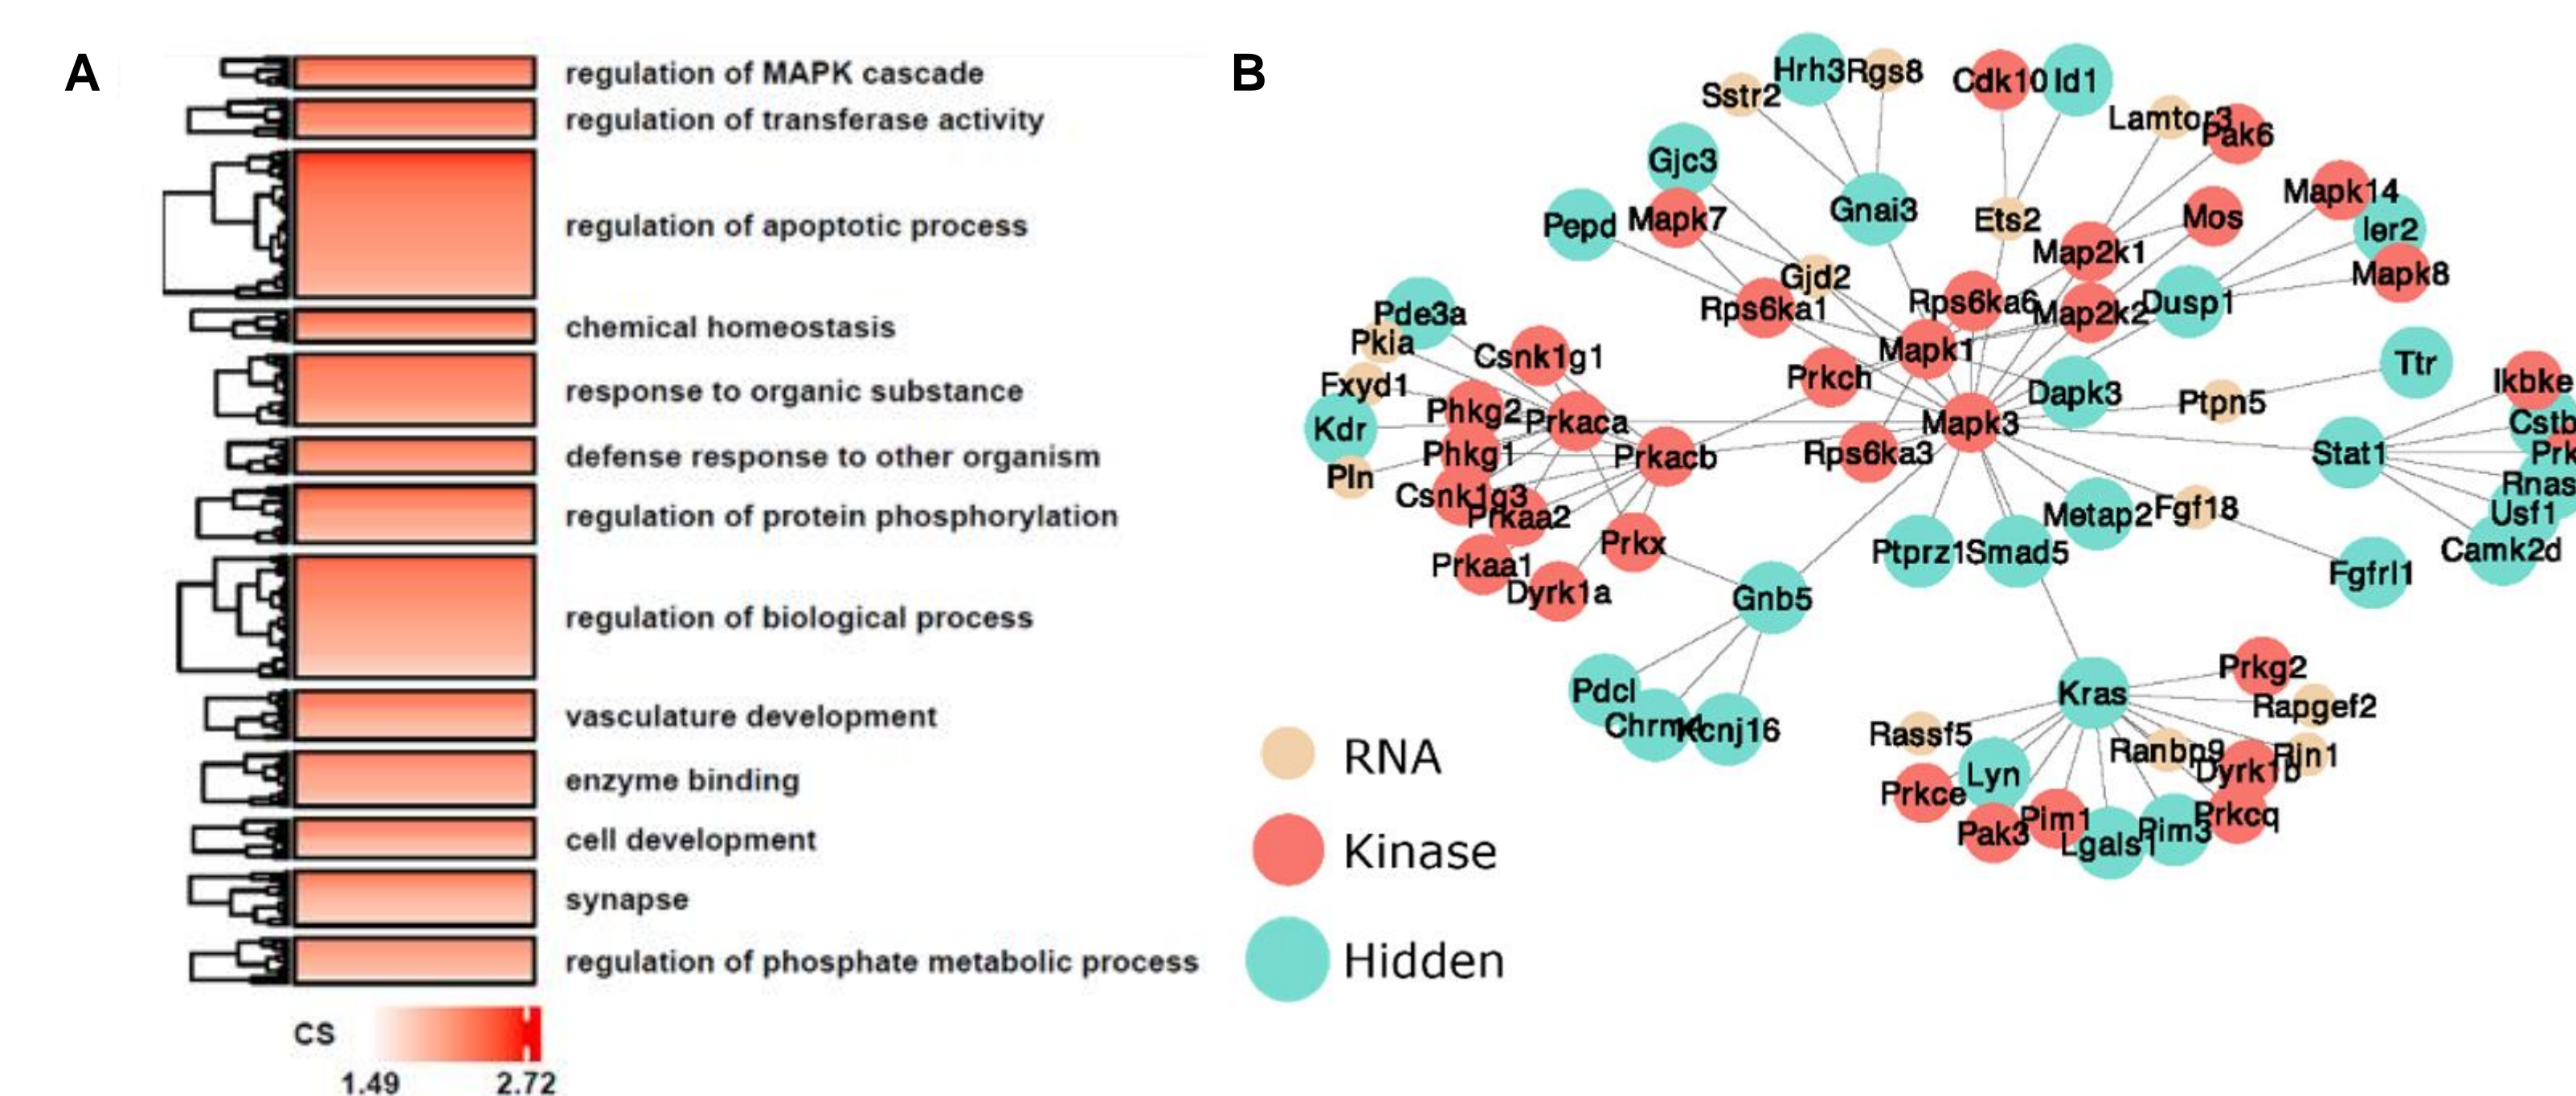 A
regulation of MAPK cascade
regulation of transferase activity
regulation of apoptotic process
chemical homeostasis
response to organic substance
defense response to other organism
regulation of protein phosphorylation
regulation of biological process
vasculature development
enzyme binding
cell development
synapse
regulation of phosphate metabolic process
CS
1.49 2.72
B
Hrh3 Rgs8 Cdk10 Id1
Sstr2 Lamtor3
Pak6
Gjc3
Mapk14
Pepd Mapk7 Gnai3 Ets2 Mos
Ier2
Map2k1
Gjd2 Mapk8
Pde3a Rps6ka1 Rps6ka6 Map2k2 Dusp1
Pkia Csnk1g1 Mapk1 Ttr
Fxyd1 Prkch Dapk3 Ptpn5 Ikbke
Phkg2 Prkaca Mapk3 Cstb
Kdr
Phkg1 Prkacb Rps6ka3 Stat1 Prk
Pln Rnas
Csnk1g3 Metap2 Fgf18 Usf1
Prkaa2
Prkx Ptprz1 Smad5 Camk2d
Prkaa1 Fgfrl1
Dyrk1a Gnb5
Prkg2
Pdcl Kras Rapgef2
Chrm4 Kcnj16 Rassf5
RNA Ranbp9 Rin1
Lyn Dyrk1b
Prkce
Pim1 Prkcq
Pak3 Pim3
Kinase Lgals1
Hidden